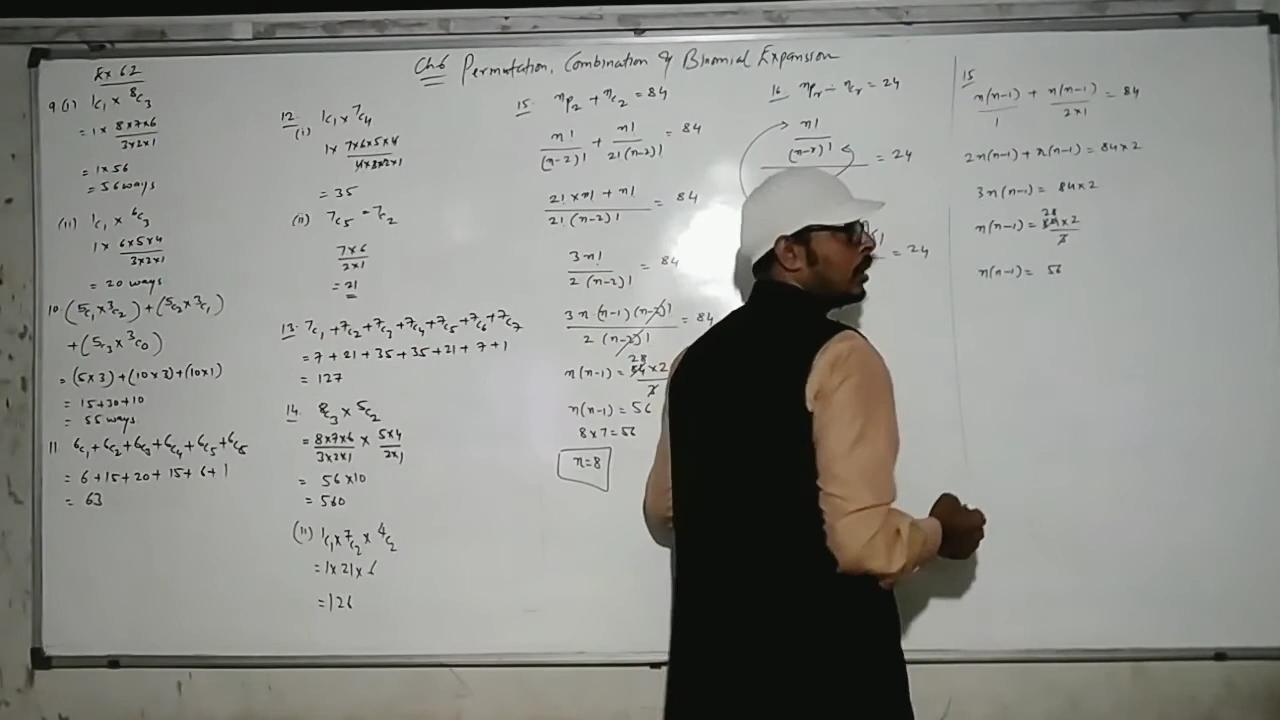 Ch6 Permutation, Combination & Binomial Expansion
Ex 6.2
9 (i) 1c₁ × 8c₃
= 1 × 8×7×6 / 3×2×1
= 1×56
= 56 ways
(ii) 1c₁ × 6c₃
1 × 6×5×4 / 3×2×1
= 20 ways
10 (5c₁ × 3c₂) + (5c₂ × 3c₁)
+ (5c₃ × 3c₀)
= (5×3) + (10×3) + (10×1)
= 15+30+10
= 55 ways
11 6c₁ + 6c₂ + 6c₃ + 6c₄ + 6c₅ + 6c₆
= 6+15+20+15+6+1
= 63
12. (i) 1c₁ × 7c₄
1 × 7×6×5×4 / 4×3×2×1
= 35
(ii) 7c₅ = 7c₂
7×6 / 2×1
= 21
13. 7c₁ + 7c₂ + 7c₃ + 7c₄ + 7c₅ + 7c₆ + 7c₇
= 7 + 21 + 35 + 35 + 21 + 7 + 1
= 127
14. 8c₃ × 5c₂
= 8×7×6 / 3×2×1 × 5×4 / 2×1
= 56×10
= 560
(ii) 1c₁ × 7c₂ × 4c₂
= 1×21×6
= 126
15. nP₂ + nc₂ = 84
n! / (n-2)! + n! / 2!(n-2)! = 84
2! × n! + n! / 2!(n-2)! = 84
3n! / 2(n-2)! = 84
3n(n-1)(n-2)! / 2(n-2)! = 84
n(n-1) = 84×2 / 3 28
n(n-1) = 56
8×7=56
n=8
16. nPr ÷ ncr = 24
n! / (n-r)!
= 24
= 24
15
n(n-1) / 1 + n(n-1) / 2×1 = 84
2n(n-1) + n(n-1) = 84×2
3n(n-1) = 84×2
n(n-1) = 84×2 / 3 28
n(n-1) = 56